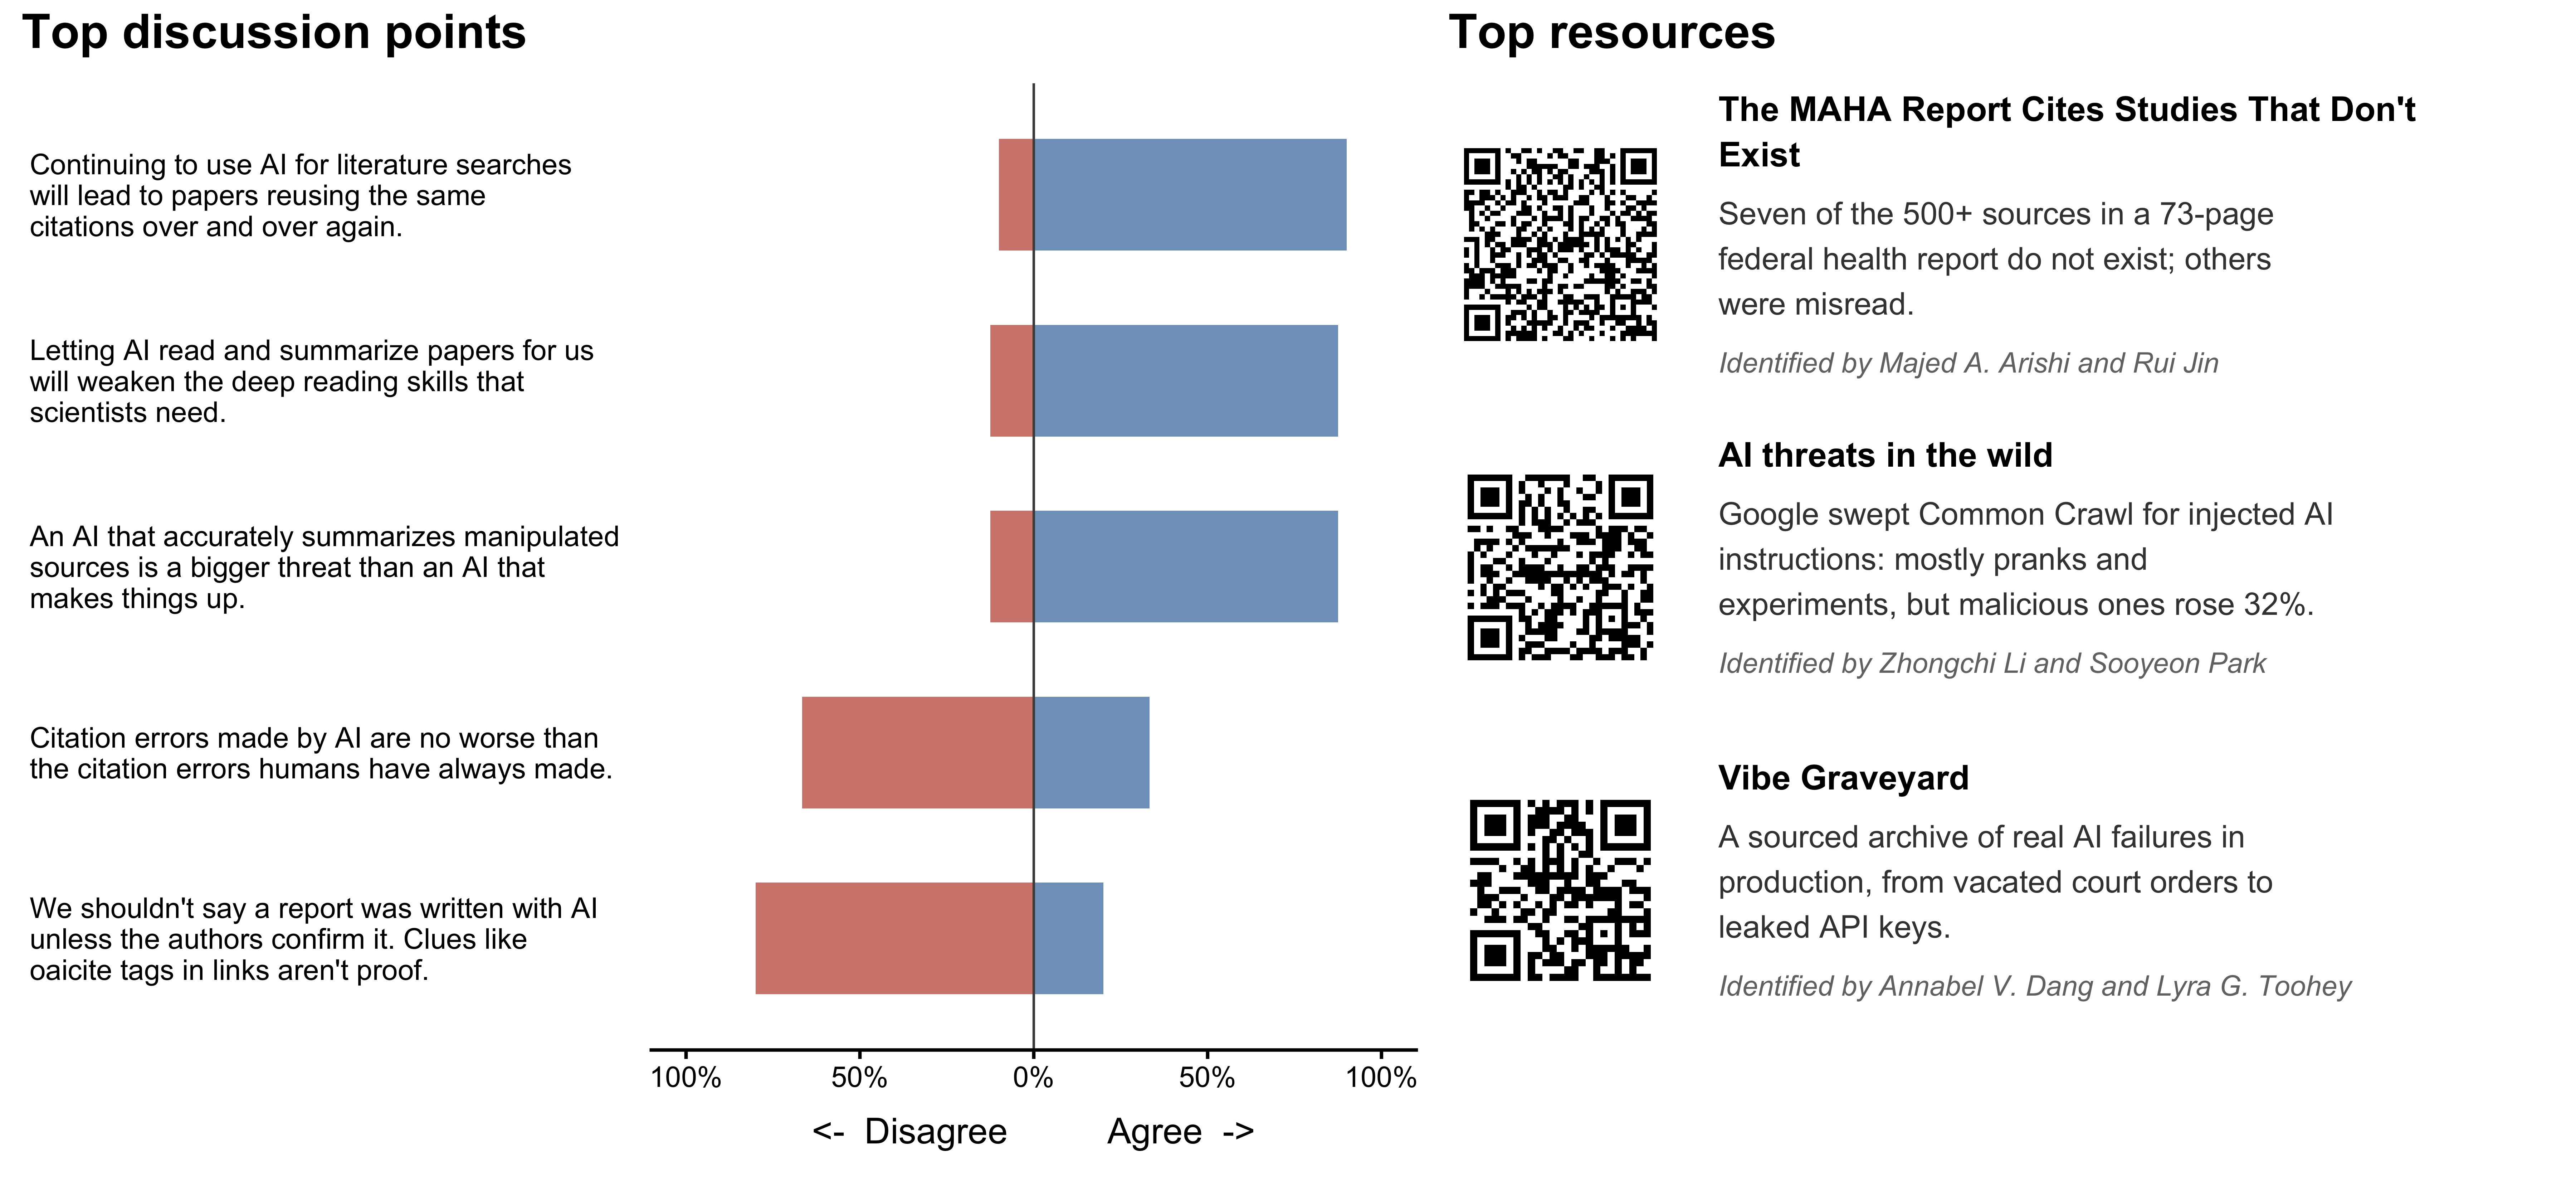 Top discussion points
Continuing to use AI for literature searches
will lead to papers reusing the same
citations over and over again.
Letting AI read and summarize papers for us
will weaken the deep reading skills that
scientists need.
An AI that accurately summarizes manipulated
sources is a bigger threat than an AI that
makes things up.
Citation errors made by AI are no worse than
the citation errors humans have always made.
We shouldn't say a report was written with AI
unless the authors confirm it. Clues like
oaicite tags in links aren't proof.
100% 50% 0% 50% 100%
<- Disagree Agree ->
Top resources
The MAHA Report Cites Studies That Don't
Exist
Seven of the 500+ sources in a 73-page
federal health report do not exist; others
were misread.
Identified by Majed A. Arishi and Rui Jin
AI threats in the wild
Google swept Common Crawl for injected AI
instructions: mostly pranks and
experiments, but malicious ones rose 32%.
Identified by Zhongchi Li and Sooyeon Park
Vibe Graveyard
A sourced archive of real AI failures in
production, from vacated court orders to
leaked API keys.
Identified by Annabel V. Dang and Lyra G. Toohey